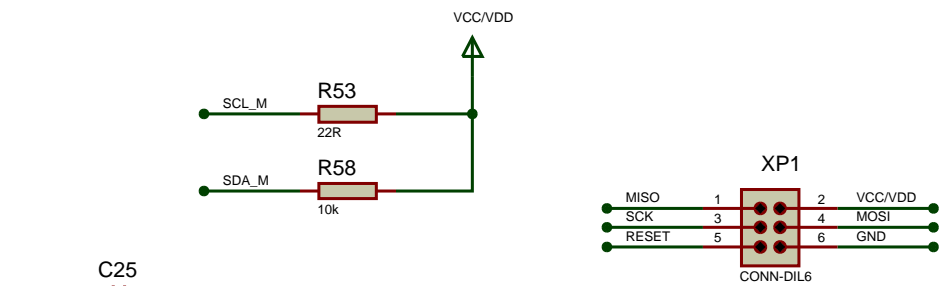 VCC/VDD
R53
SCL_M
22R
R58
SDA_M
10k
XP1
MISO 1 2 VCC/VDD
SCK 3 4 MOSI
RESET 5 6 GND
CONN-DIL6
C25